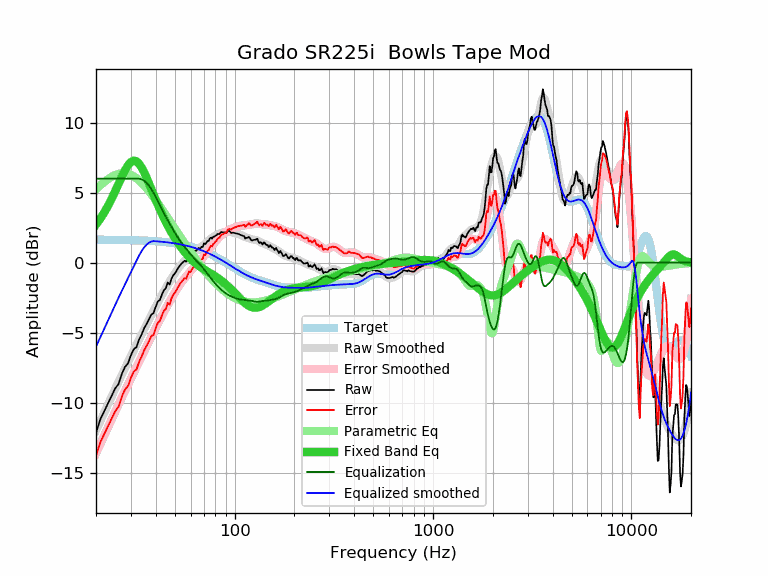 Grado SR225i  Bowls Tape Mod
Amplitude (dBr)
10
5
0
−5
−10
−15
Target
Raw Smoothed
Error Smoothed
Raw
Error
Parametric Eq
Fixed Band Eq
Equalization
Equalized smoothed
100
1000
10000
Frequency (Hz)